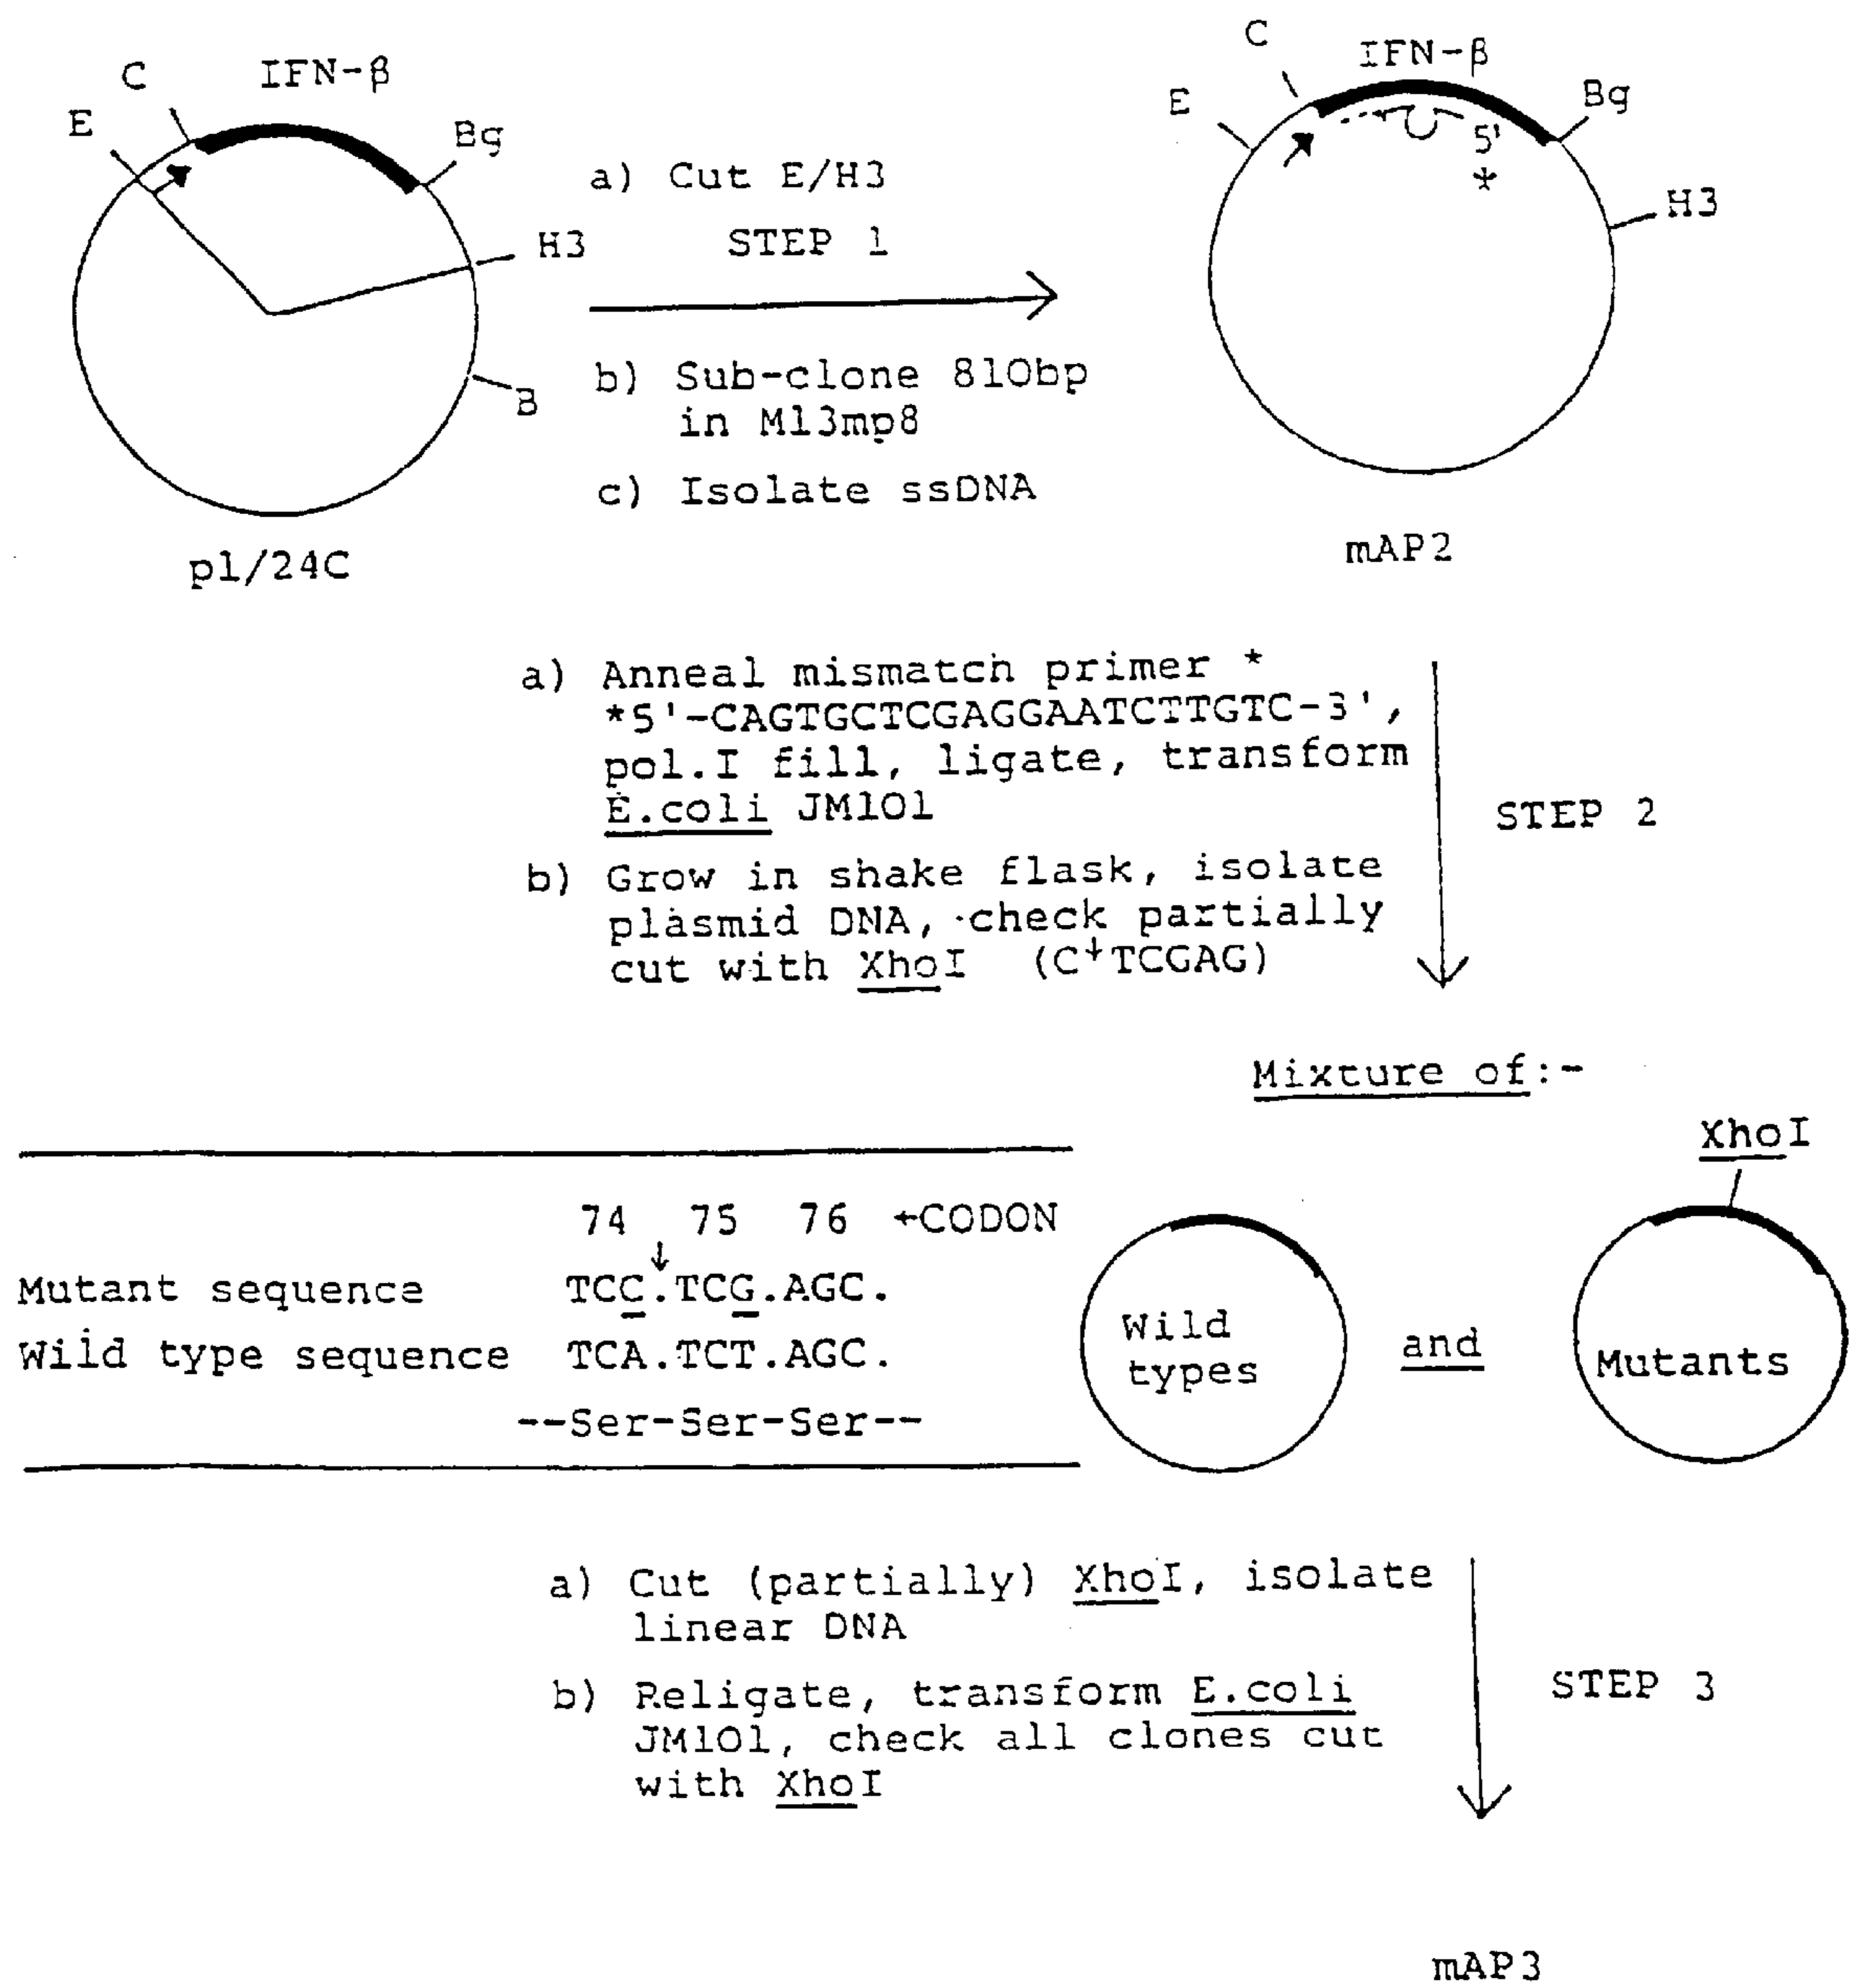 C
IFN-β
E
Bg
H3
B
pl/24C
a) Cut E/H3
STEP 1
b) Sub-clone 810bp
in M13mp8
c) Isolate ssDNA
C
IFN-β
E
Bg
5'
*
H3
mAP2
a) Anneal mismatch primer *
*5'-CAGTGCTCGAGGAATCTTGTC-3',
pol.I fill, ligate, transform
E.coli JM101
b) Grow in shake flask, isolate
plasmid DNA, check partially
cut with XhoI (C↓TCGAG)
STEP 2
Mixture of:-
XhoI
74 75 76 ←CODON
↓
Mutant sequence TCC.TCG.AGC.
Wild type sequence TCA.TCT.AGC.
--Ser-Ser-Ser--
Wild
types
and
Mutants
a) Cut (partially) XhoI, isolate
linear DNA
b) Religate, transform E.coli
JM101, check all clones cut
with XhoI
STEP 3
mAP3